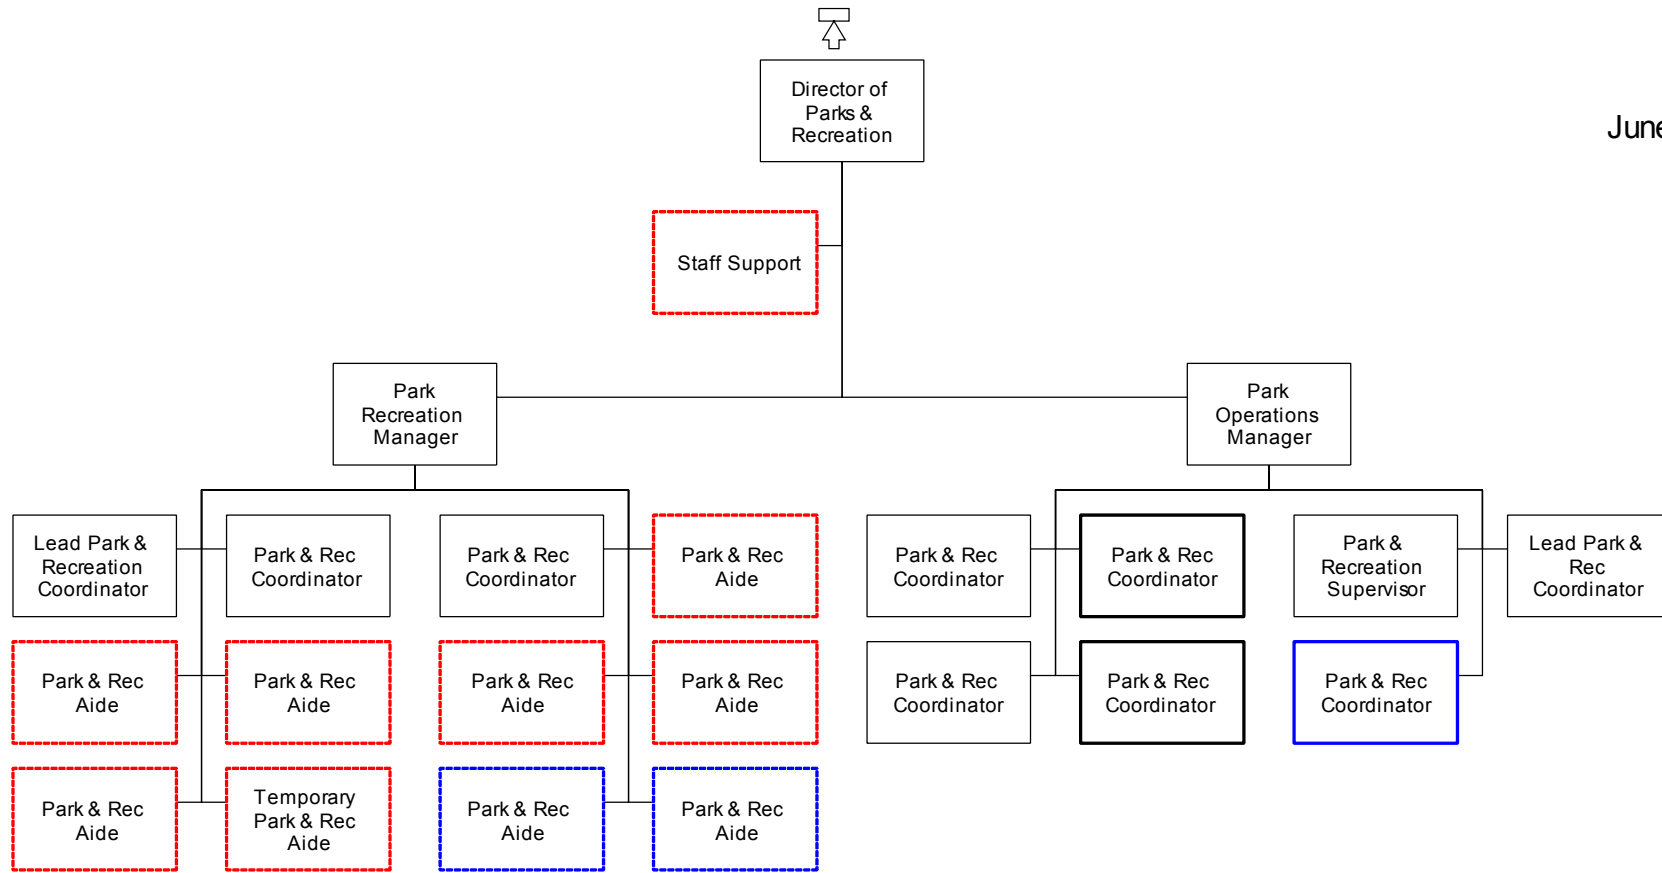 Director of
Parks &
Recreation
June
Staff Support
Park
Recreation
Manager
Park
Operations
Manager
Lead Park &
Recreation
Coordinator
Park & Rec
Coordinator
Park & Rec
Coordinator
Park & Rec
Aide
Park & Rec
Coordinator
Park & Rec
Coordinator
Park &
Recreation
Supervisor
Lead Park &
Rec
Coordinator
Park & Rec
Aide
Park & Rec
Aide
Park & Rec
Aide
Park & Rec
Aide
Park & Rec
Coordinator
Park & Rec
Coordinator
Park & Rec
Coordinator
Park & Rec
Aide
Temporary
Park & Rec
Aide
Park & Rec
Aide
Park & Rec
Aide